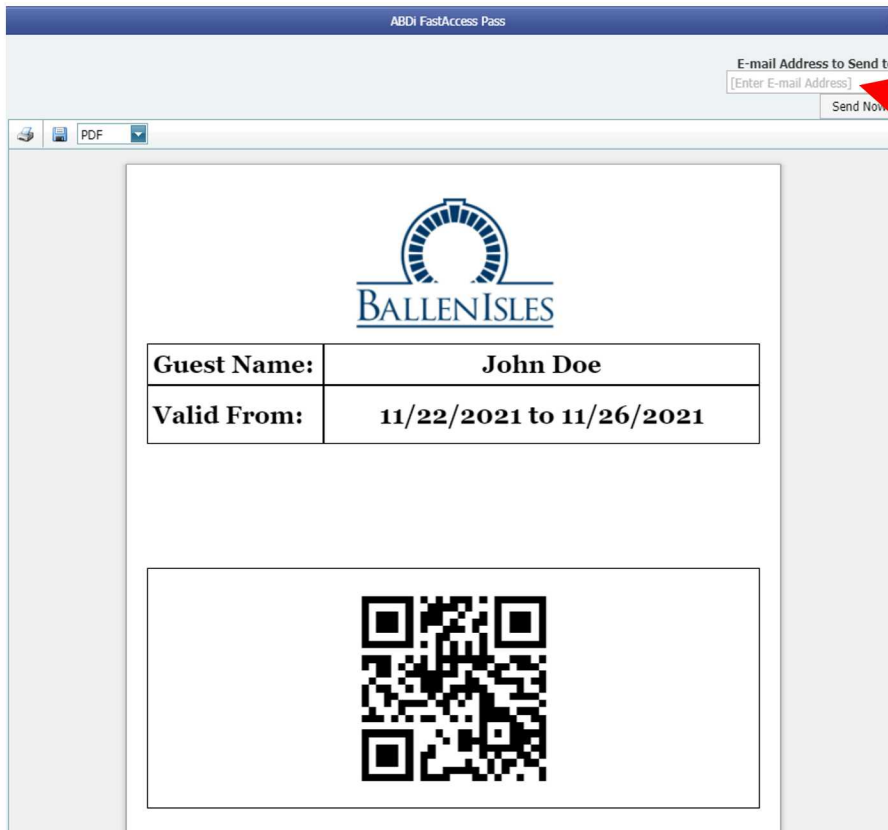 ABDi FastAccess Pass
E-mail Address to Send t
[Enter E-mail Address]
Send Now
PDF
BALLENISLES
Guest Name: John Doe
Valid From: 11/22/2021 to 11/26/2021